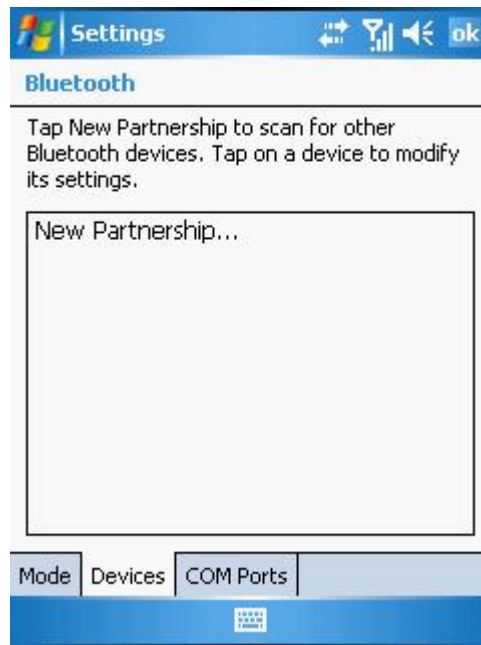 Settings ok
Bluetooth
Tap New Partnership to scan for other
Bluetooth devices. Tap on a device to modify
its settings.
New Partnership...
Mode Devices COM Ports